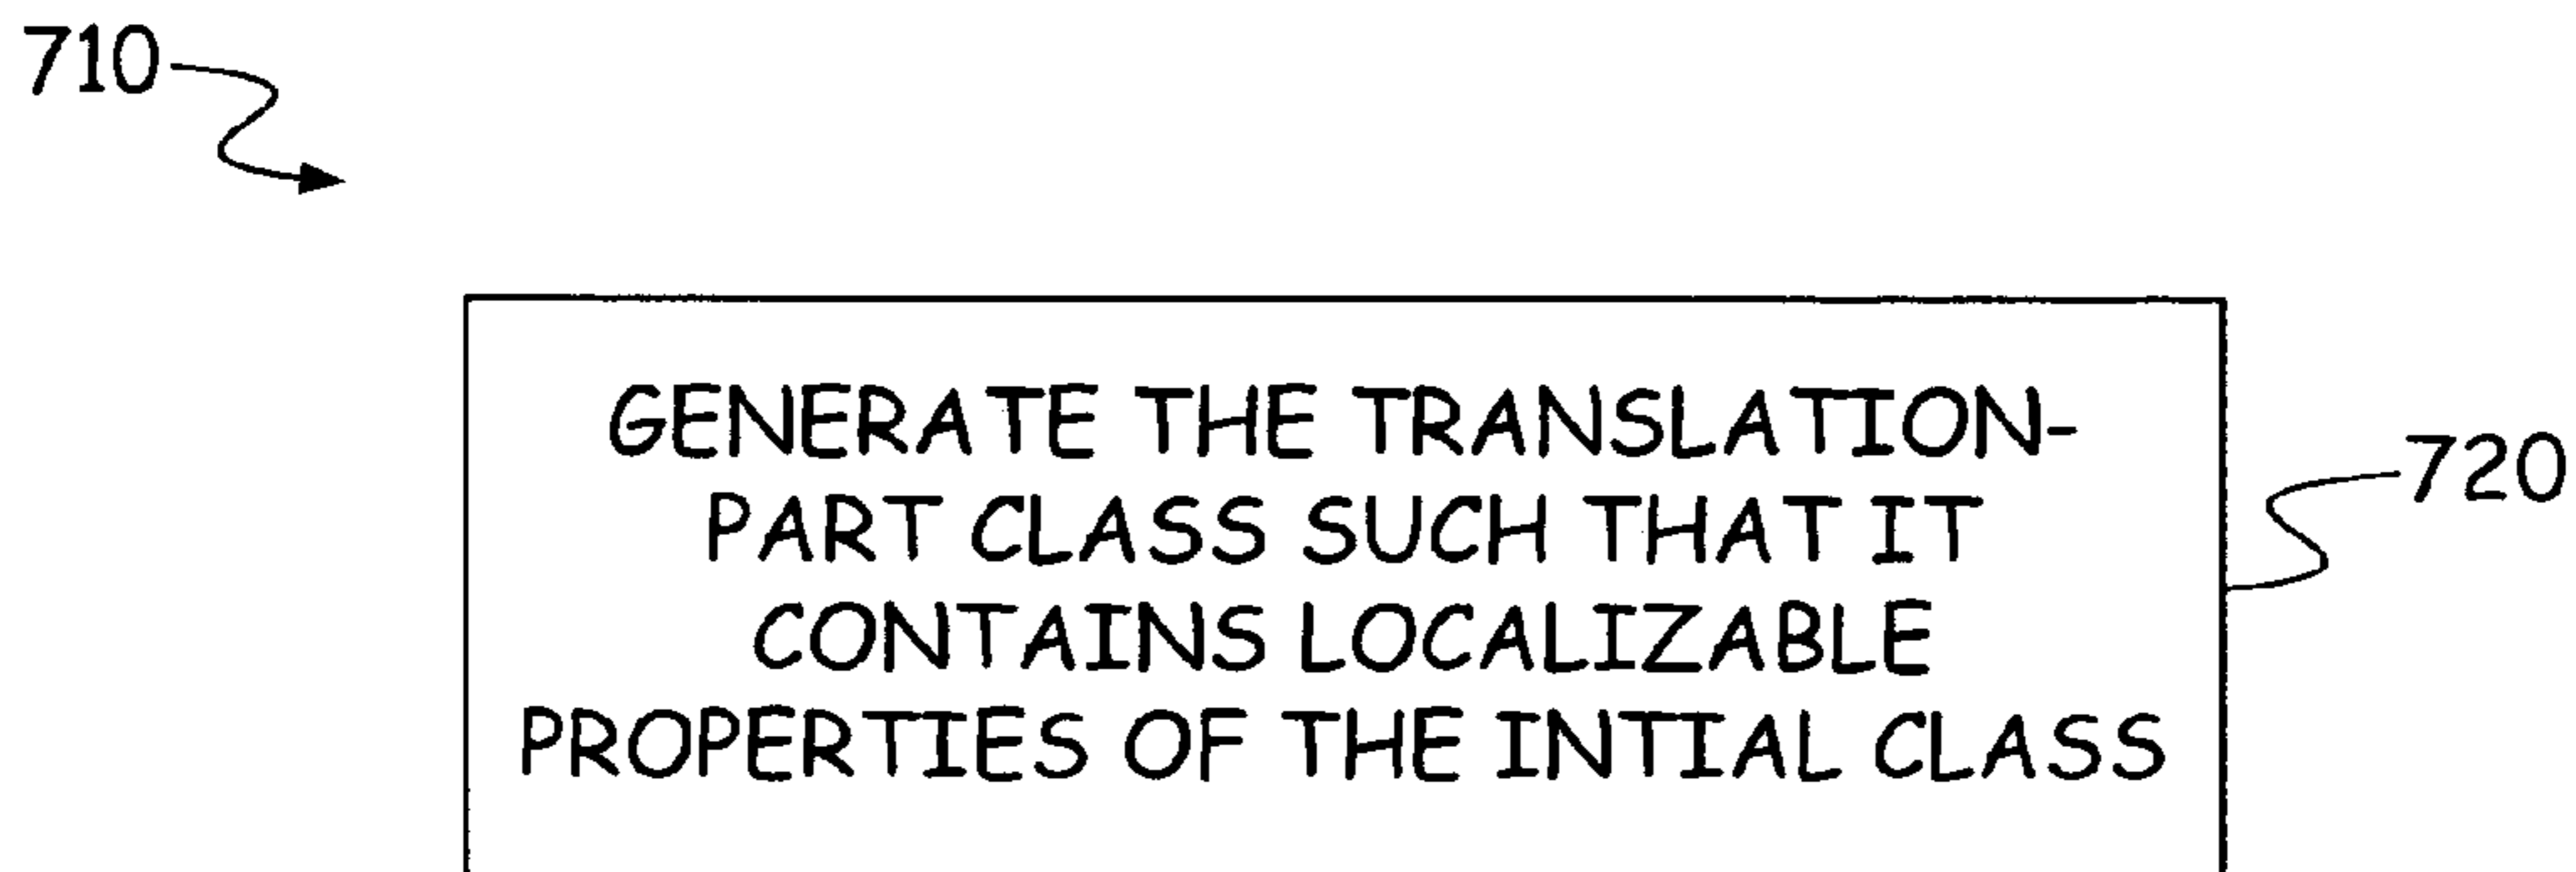 710
GENERATE THE TRANSLATION-
PART CLASS SUCH THAT IT
720
CONTAINS LOCALIZABLE
PROPERTIES OF THE INTIAL CLASS